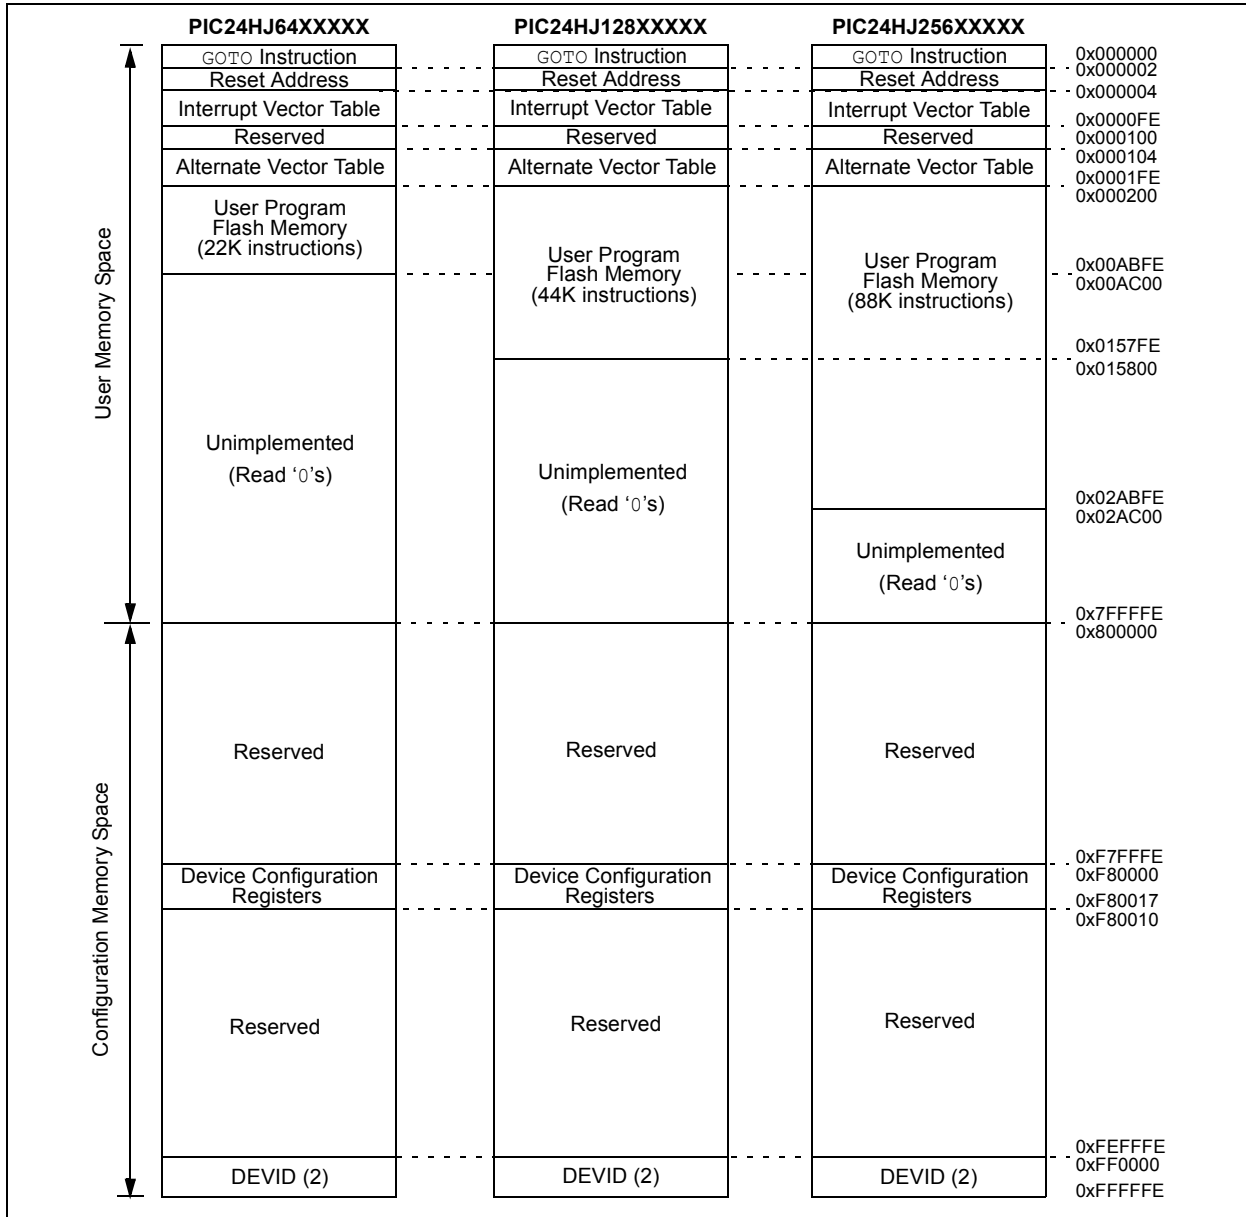 PIC24HJ64XXXXX
PIC24HJ128XXXXX
PIC24HJ256XXXXX
GOTO Instruction
GOTO Instruction
GOTO Instruction
0x000000
0x000002
Reset Address
Reset Address
Reset Address
0x000004
Interrupt Vector Table
Interrupt Vector Table
Interrupt Vector Table
0x0000FE
Reserved
Reserved
Reserved
0x000100
0x000104
Alternate Vector Table
Alternate Vector Table
Alternate Vector Table
0x0001FE
0x000200
User Program
Flash Memory
(22K instructions)
User Program
Flash Memory
(44K instructions)
User Program
Flash Memory
(88K instructions)
0x00ABFE
0x00AC00
0x0157FE
0x015800
User Memory Space
Unimplemented
(Read ‘0’s)
Unimplemented
(Read ‘0’s)
0x02ABFE
0x02AC00
Unimplemented
(Read ‘0’s)
0x7FFFFE
0x800000
Reserved
Reserved
Reserved
0xF7FFFE
0xF80000
Device Configuration
Registers
Device Configuration
Registers
Device Configuration
Registers
0xF80017
0xF80010
Configuration Memory Space
Reserved
Reserved
Reserved
0xFEFFFE
0xFF0000
DEVID (2)
DEVID (2)
DEVID (2)
0xFFFFFE